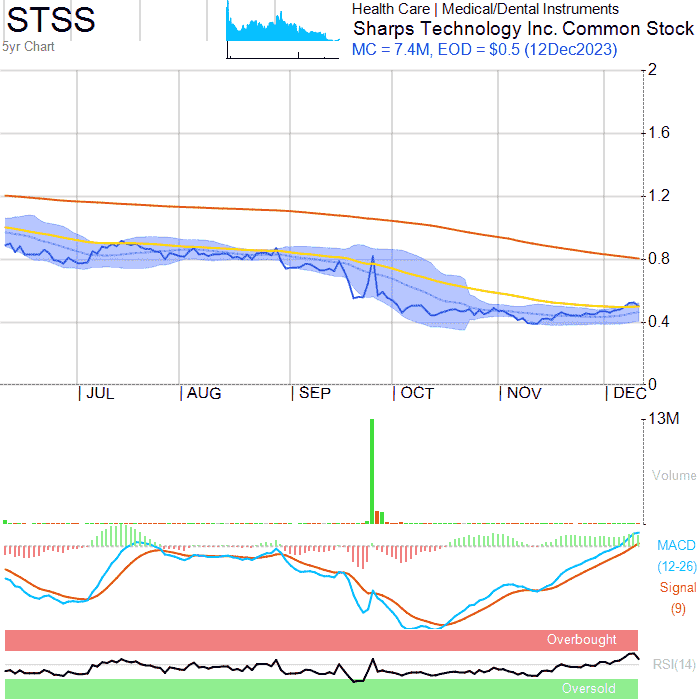 STSS
5yr Chart
Health Care | Medical/Dental Instruments
Sharps Technology Inc. Common Stock
MC = 7.4M, EOD = $0.5 (12Dec2023)
2
1.6
1.2
0.8
0.4
0
JUL
AUG
SEP
OCT
NOV
DEC
13M
Volume
MACD
(12-26)
Signal
(9)
Overbought
RSI(14)
Oversold